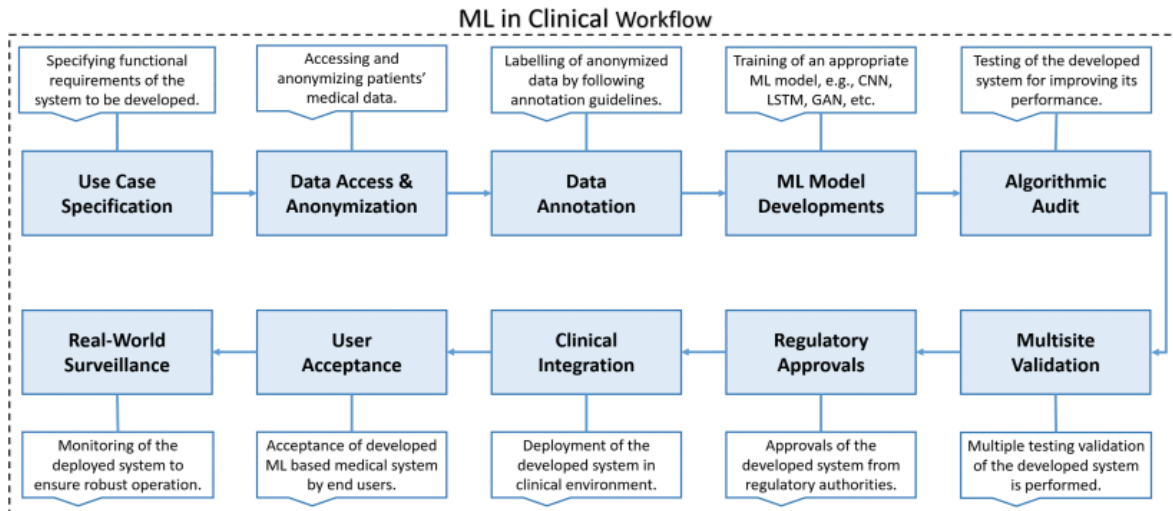 ML in Clinical Workflow
Specifying functional
requirements of the
system to be developed.
Accessing and
anonymizing patients’
medical data.
Labelling of anonymized
data by following
annotation guidelines.
Training of an appropriate
ML model, e.g., CNN,
LSTM, GAN, etc.
Testing of the developed
system for improving its
performance.
Use Case
Specification
Data Access &
Anonymization
Data
Annotation
ML Model
Developments
Algorithmic
Audit
Real-World
Surveillance
User
Acceptance
Clinical
Integration
Regulatory
Approvals
Multisite
Validation
Monitoring of the
deployed system to
ensure robust operation.
Acceptance of developed
ML based medical system
by end users.
Deployment of the
developed system in
clinical environment.
Approvals of the
developed system from
regulatory authorities.
Multiple testing validation
of the developed system
is performed.